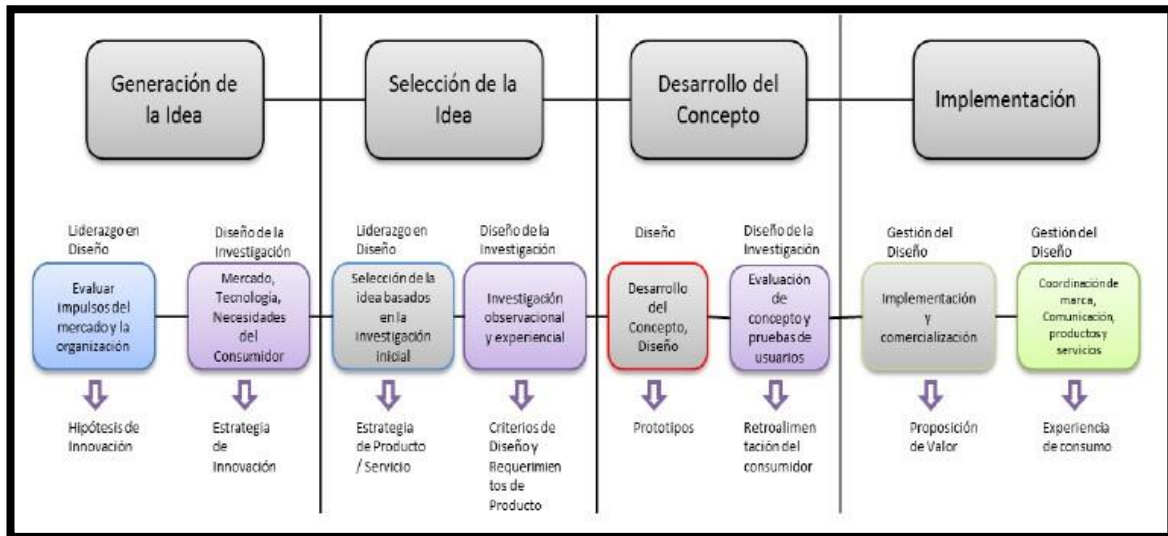 Generación de
la Idea
Selección de la
Idea
Desarrollo del
Concepto
Implementación
Liderazgo en
Diseño
Evaluar
impulsos del
mercado y la
organización
Hipótesis de
Innovación
Diseño de la
Investigación
Mercado,
Tecnología,
Necesidades
del
Consumidor
Estrategia
de
Innovación
Liderazgo en
Diseño
Selección de la
idea basados
en la
investigación
inicial
Estrategia
de Producto
/ Servicio
Diseño de la
Investigación
Investigación
observacional
y experiencial
Criterios de
Diseño y
Requerimien
tos de
Producto
Diseño
Desarrollo
del
Concepto,
Diseño
Prototipos
Diseño de la
Investigación
Evaluación
de
concepto y
pruebas de
usuarios
Retroalimen
tación del
consumidor
Gestión del
Diseño
Implementación
y
comercialización
Proposición
de Valor
Gestión del
Diseño
Coordinación de
marca,
Comunicación,
productos y
servicios
Experiencia
de consumo